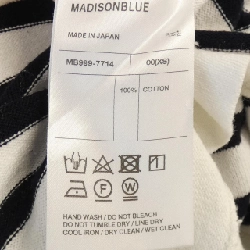 MADISONBLUE
MADE IN JAPAN
MB999-7714 00(XS)
100% COTTON
HAND WASH / DO NOT BLEACH
DO NOT TUMBLE DRY / LINE DRY
COOL IRON / DRY CLEAN / WET CLEAN